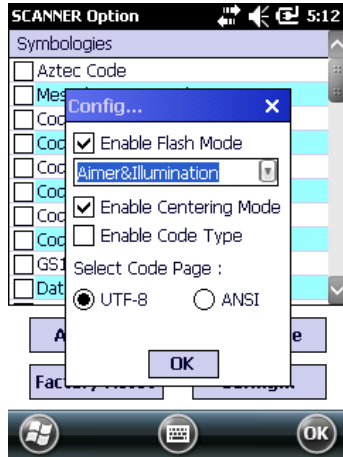 SCANNER Option 5:12
Symbologies
Aztec Code
Config...
Enable Flash Mode
Aimer&Illumination
Enable Centering Mode
Enable Code Type
Select Code Page :
UTF-8 ANSI
OK
OK